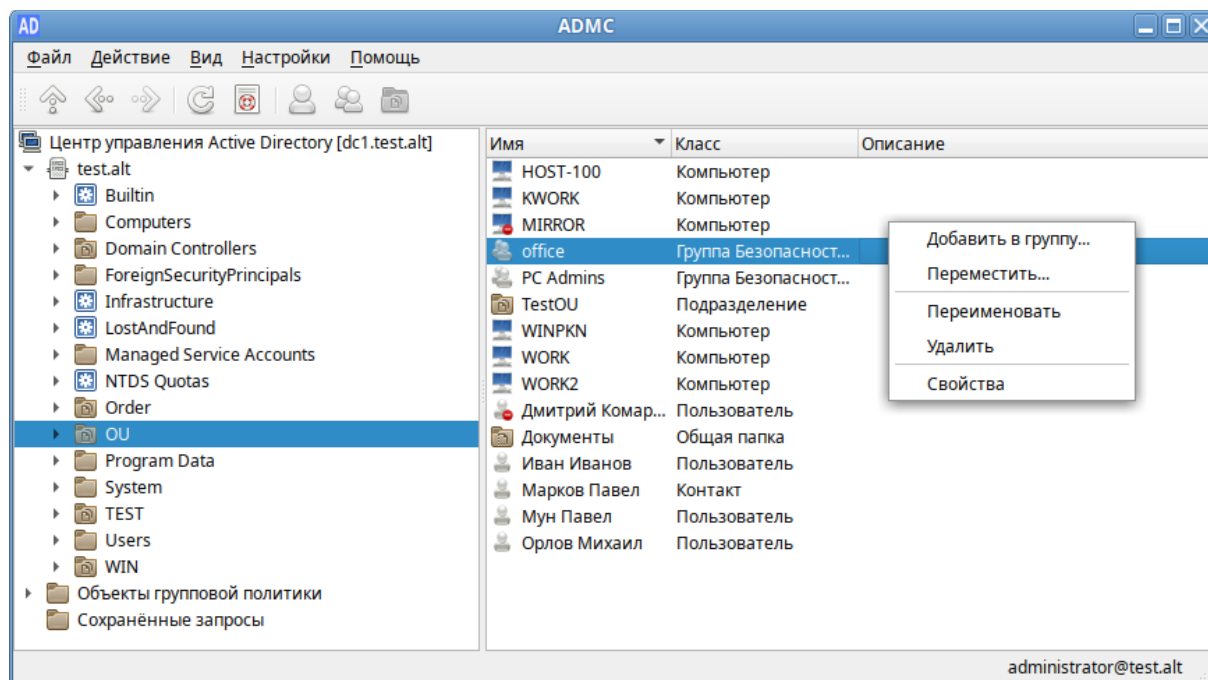 AD ADMC
Файл Действие Вид Настройки Помощь
Центр управления Active Directory [dc1.test.alt]
test.alt
Builtin
Computers
Domain Controllers
ForeignSecurityPrincipals
Infrastructure
LostAndFound
Managed Service Accounts
NTDS Quotas
Order
OU
Program Data
System
TEST
Users
WIN
Объекты групповой политики
Сохранённые запросы
Имя Класс Описание
HOST-100 Компьютер
KWORK Компьютер
MIRROR Компьютер
office Группа Безопасност...
PC Admins Группа Безопасност...
TestOU Подразделение
WINPKN Компьютер
WORK Компьютер
WORK2 Компьютер
Дмитрий Комар... Пользователь
Документы Общая папка
Иван Иванов Пользователь
Марков Павел Контакт
Мун Павел Пользователь
Орлов Михаил Пользователь
Добавить в группу...
Переместить...
Переименовать
Удалить
Свойства
administrator@test.alt